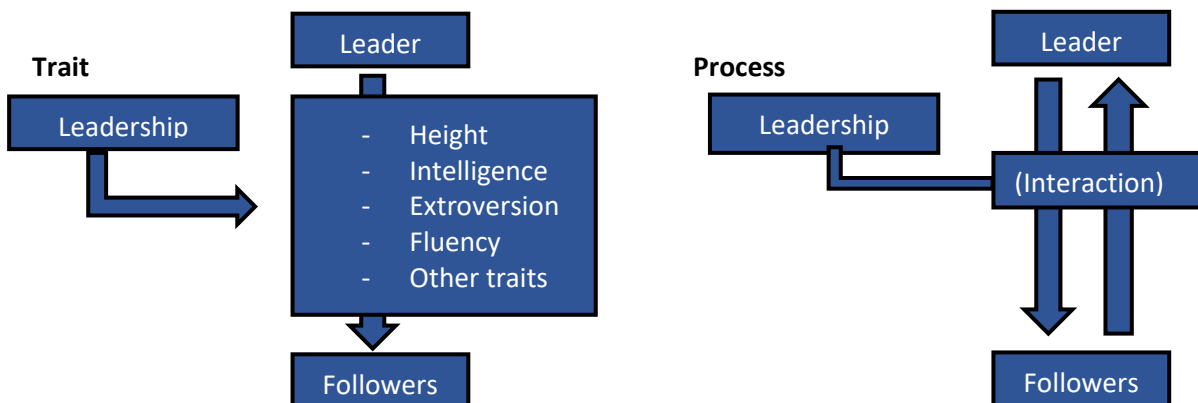 Trait
Leader
Leadership
- Height
- Intelligence
- Extroversion
- Fluency
- Other traits
Followers
Process
Leader
Leadership
(Interaction)
Followers